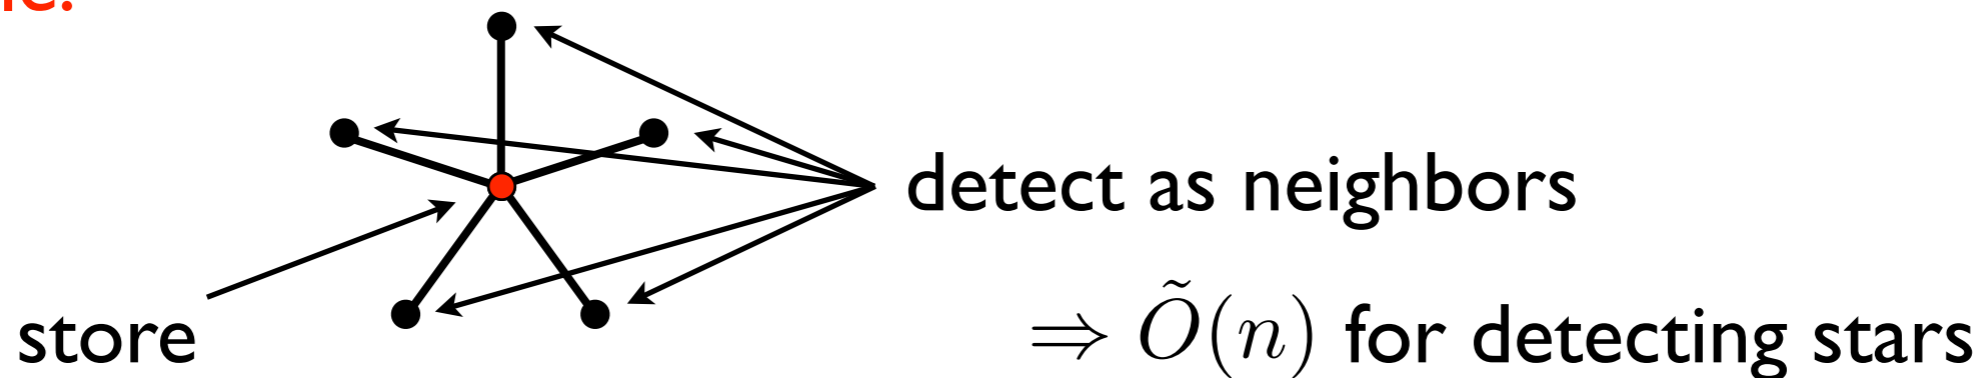 detect as neighbors
store
⇒ Õ(n) for detecting stars